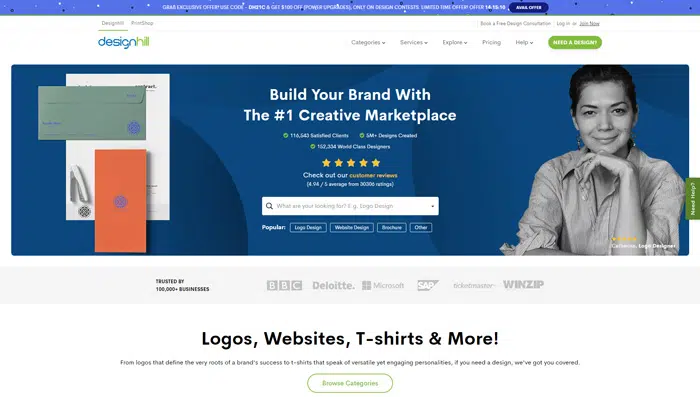 GRAB EXCLUSIVE OFFER! USE CODE - DH21C & GET $100 OFF (POWER UPGRADES), ONLY ON DESIGN CONTESTS. LIMITED TIME OFFER! OFFER 14:15:10 AVAIL OFFER
Designhill PrintShop Book a Free Design Consultation Log in or Join Now
designhill Categories Services Explore Pricing Help NEED A DESIGN?
contract.
Build Your Brand With
The #1 Creative Marketplace
116,543 Satisfied Clients 5M+ Designs Created
152,334 World Class Designers
Check out our customer reviews
(4.94 / 5 average from 30305 ratings)
What are you looking for? E.g. Logo Design
Popular: Logo Design Website Design Brochure Other
Need Help?
Catherine, Logo Designer
TRUSTED BY
100,000+ BUSINESSES
BBC Deloitte. Microsoft SAP ticketmaster WINZIP
Logos, Websites, T-shirts & More!
From logos that define the very roots of a brand's success to t-shirts that speak of versatile yet engaging personalities, if you need a design, we've got you covered.
Browse Categories